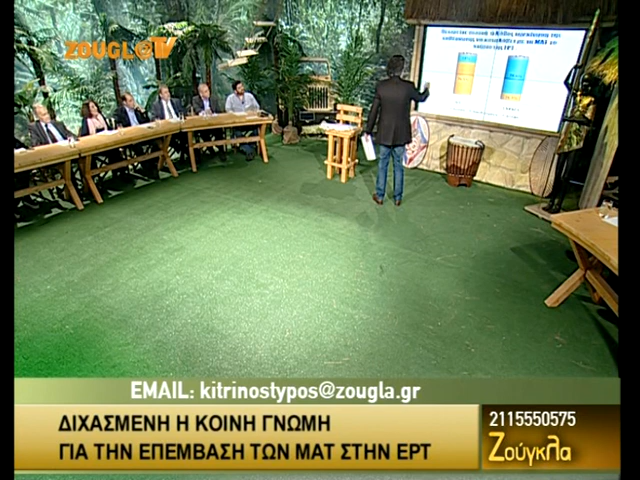 ZOUGLA TV
EMAIL: kitrinostypos@zougla.gr
ΔΙΧΑΣΜΕΝΗ Η ΚΟΙΝΗ ΓΝΩΜΗ
ΓΙΑ ΤΗΝ ΕΠΕΜΒΑΣΗ ΤΩΝ ΜΑΤ ΣΤΗΝ ΕΡΤ
2115550575
Ζούγκλα